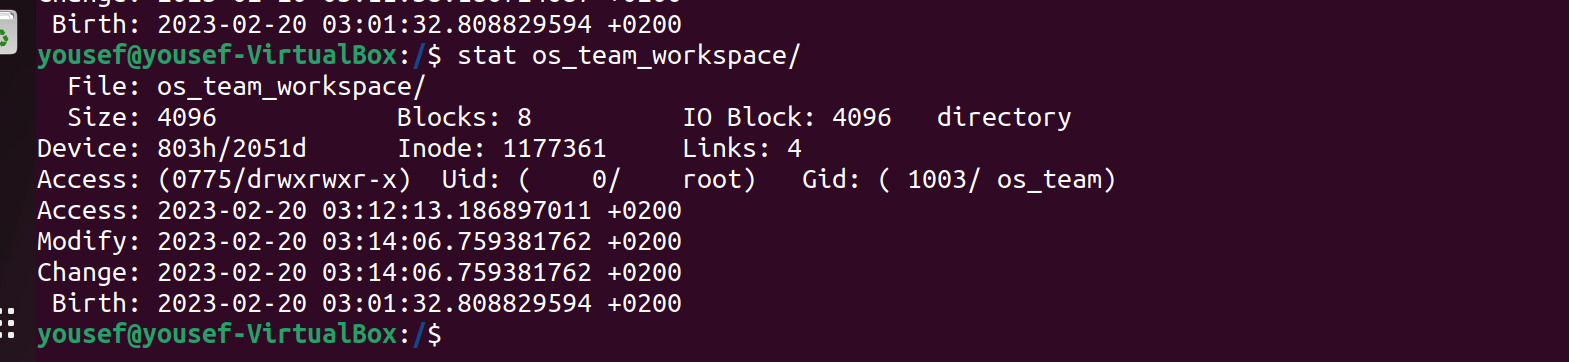 Birth: 2023-02-20 03:01:32.808829594 +0200
yousef@yousef-VirtualBox:/$ stat os_team_workspace/
  File: os_team_workspace/
  Size: 4096            Blocks: 8          IO Block: 4096   directory
Device: 803h/2051d      Inode: 1177361     Links: 4
Access: (0775/drwxrwxr-x)  Uid: (    0/    root)   Gid: ( 1003/ os_team)
Access: 2023-02-20 03:12:13.186897011 +0200
Modify: 2023-02-20 03:14:06.759381762 +0200
Change: 2023-02-20 03:14:06.759381762 +0200
 Birth: 2023-02-20 03:01:32.808829594 +0200
yousef@yousef-VirtualBox:/$